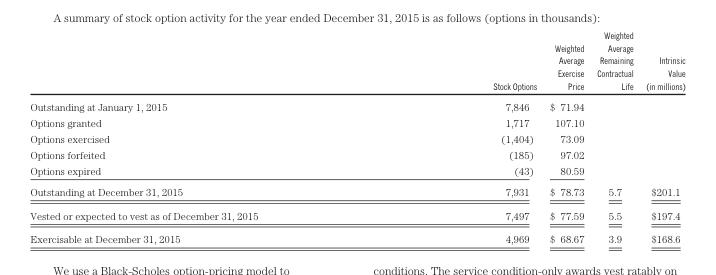 A summary of stock option activity for the year ended December 31, 2015 is as follows (options in thousands):
Weighted
Weighted Average
Average Remaining Intrinsic
Exercise Contractual Value
Stock Options Price Life (in millions)
Outstanding at January 1, 2015 7,846 $ 71.94
Options granted 1,717 107.10
Options exercised (1,404) 73.09
Options forfeited (185) 97.02
Options expired (43) 80.59
Outstanding at December 31, 2015 7,931 $ 78.73 5.7 $201.1
Vested or expected to vest as of December 31, 2015 7,497 $ 77.59 5.5 $197.4
Exercisable at December 31, 2015 4,969 $ 68.67 3.9 $168.6
We use a Black-Scholes option-pricing model to conditions. The service condition-only awards vest ratably on